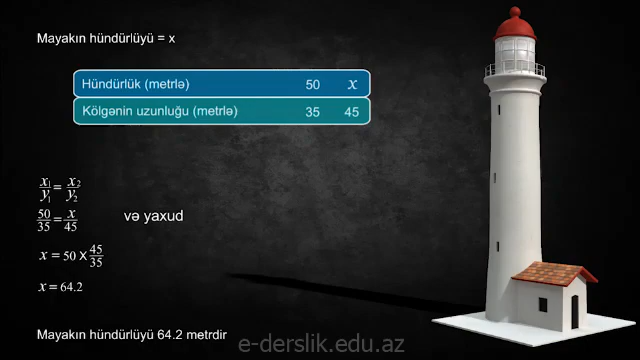 Mayakın hündürlüyü = x
Hündürlük (metrlə) 50 x
Kölgənin uzunluğu (metrlə) 35 45
x₁/y₁ = x₂/y₂
50/35 = x/45 və yaxud
x = 50 x 45/35
x = 64.2
Mayakın hündürlüyü 64.2 metrdir
e-derslik.edu.az